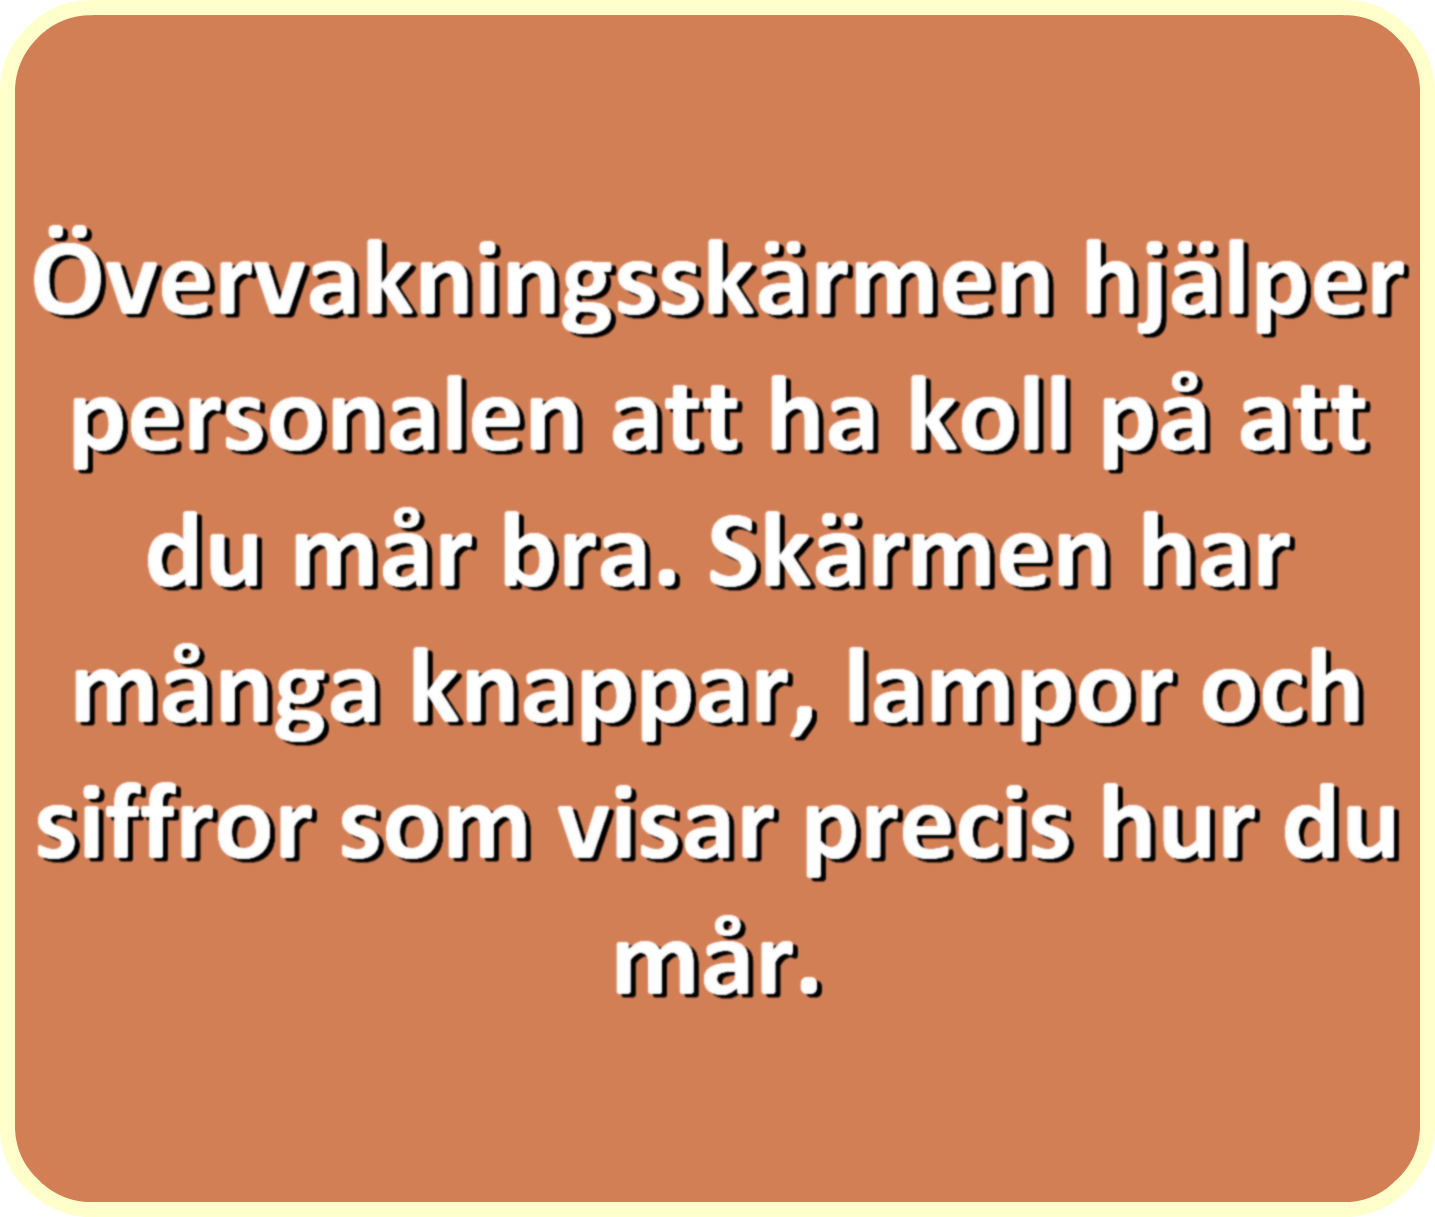 Övervakningsskärmen hjälper
personalen att ha koll på att
du mår bra. Skärmen har
många knappar, lampor och
siffror som visar precis hur du
mår.